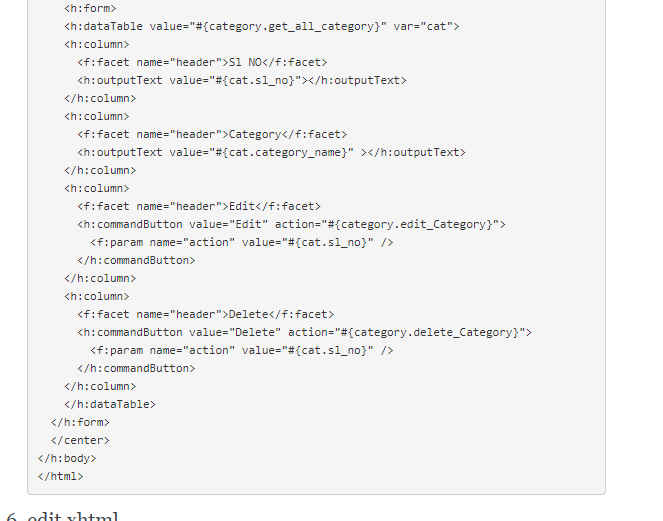 <h:form>
<h:dataTable value="#{category.get_all_category}" var="cat">
<h:column>
<f:facet name="header">Sl NO</f:facet>
<h:outputText value="#{cat.sl_no}"></h:outputText>
</h:column>
<h:column>
<f:facet name="header">Category</f:facet>
<h:outputText value="#{cat.category_name}" ></h:outputText>
</h:column>
<h:column>
<f:facet name="header">Edit</f:facet>
<h:commandButton value="Edit" action="#{category.edit_Category}">
<f:param name="action" value="#{cat.sl_no}" />
</h:commandButton>
</h:column>
<h:column>
<f:facet name="header">Delete</f:facet>
<h:commandButton value="Delete" action="#{category.delete_Category}">
<f:param name="action" value="#{cat.sl_no}" />
</h:commandButton>
</h:column>
</h:dataTable>
</h:form>
</center>
</h:body>
</html>
6. edit.xhtml